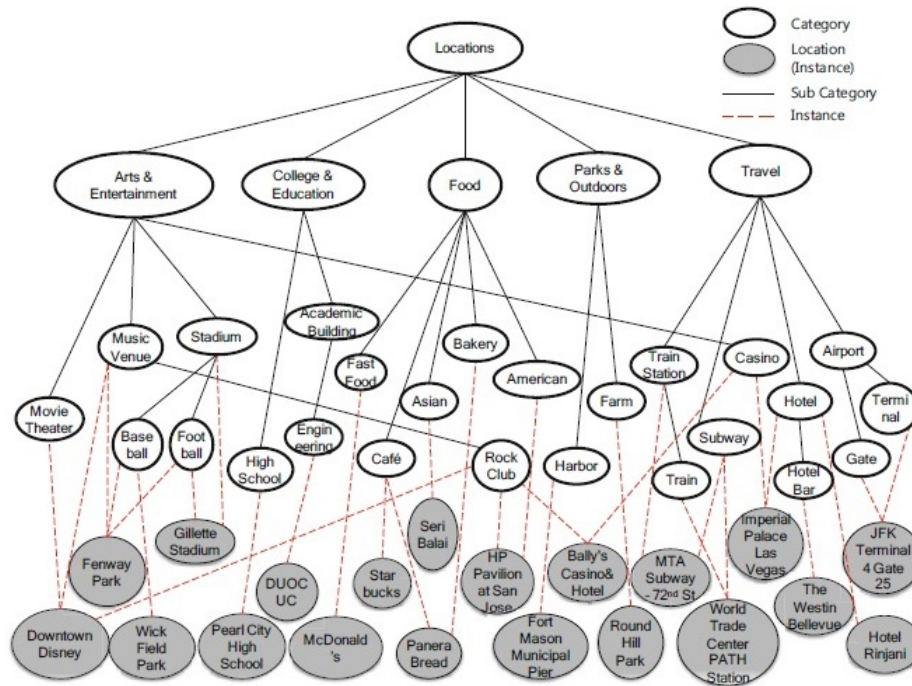 Category
Location
(Instance)
Sub Category
Instance
Locations
Arts &
Entertainment
College &
Education
Food
Parks &
Outdoors
Travel
Music
Venue
Stadium
Academic
Building
Fast
Food
Bakery
Asian
American
Farm
Train
Station
Casino
Airport
Hotel
Termi
nal
Movie
Theater
Base
ball
Foot
ball
High
School
Engin
eering
Café
Rock
Club
Harbor
Train
Subway
Hotel
Bar
Gate
Fenway
Park
Gillette
Stadium
DUOC
UC
Star
bucks
Seri
Balai
HP
Pavilion
at San
Jose
Bally's
Casino&
Hotel
MTA
Subway
- 72nd St
Imperial
Palace
Las
Vegas
JFK
Terminal
4 Gate
25
Downtown
Disney
Wick
Field
Park
Pearl City
High
School
McDonald
's
Panera
Bread
Fort
Mason
Municipal
Pier
Round
Hill
Park
World
Trade
Center
PATH
Station
The
Westin
Bellevue
Hotel
Rinjani